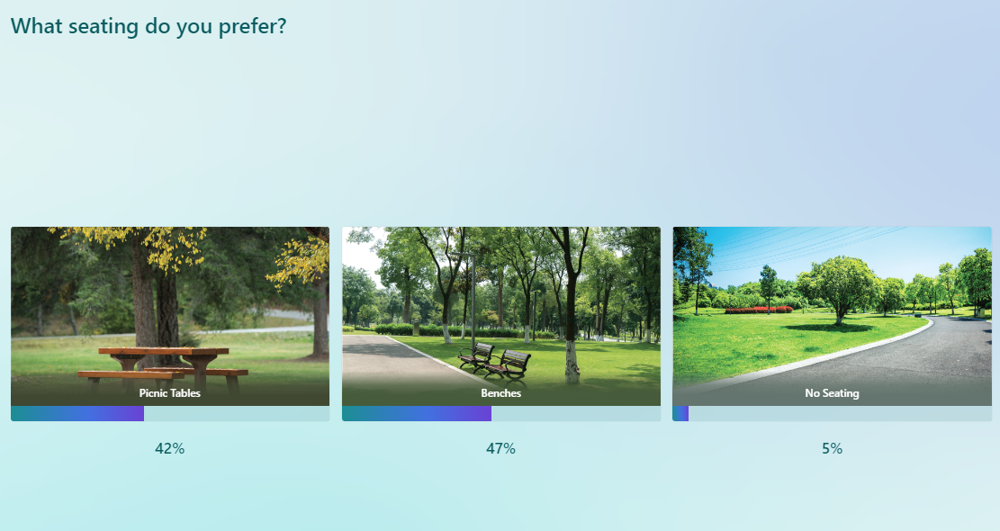 What seating do you prefer?
Picnic Tables
Benches
No Seating
42%
47%
5%